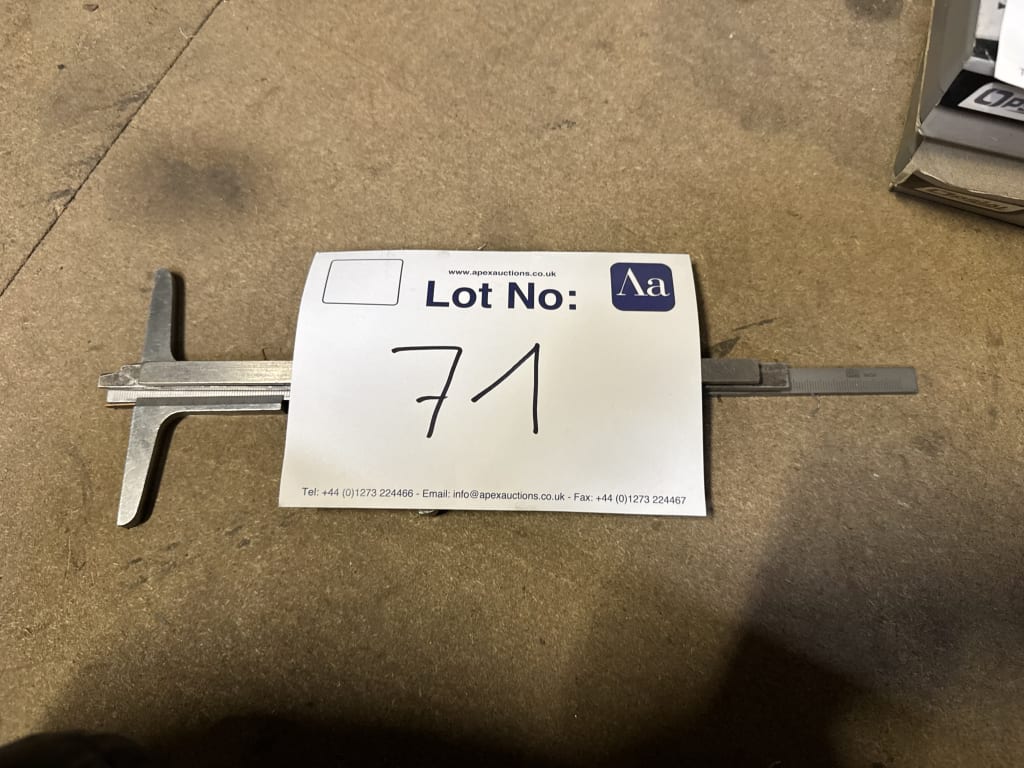 www.apexauctions.co.uk
Lot No:
Aa
71
Tel: +44 (0)1273 224466 - Email: info@apexauctions.co.uk - Fax: +44 (0)1273 224467